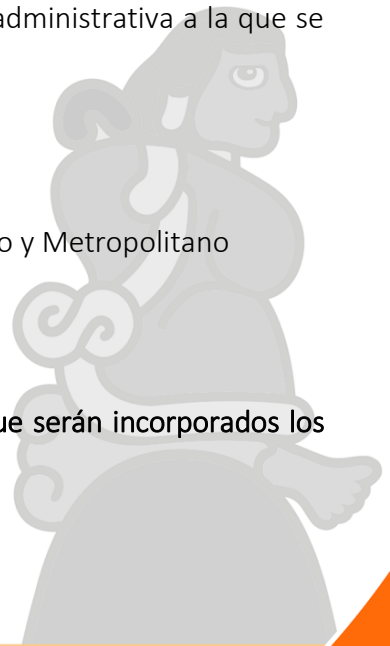 administrativa a la que se
o y Metropolitano
ue serán incorporados los